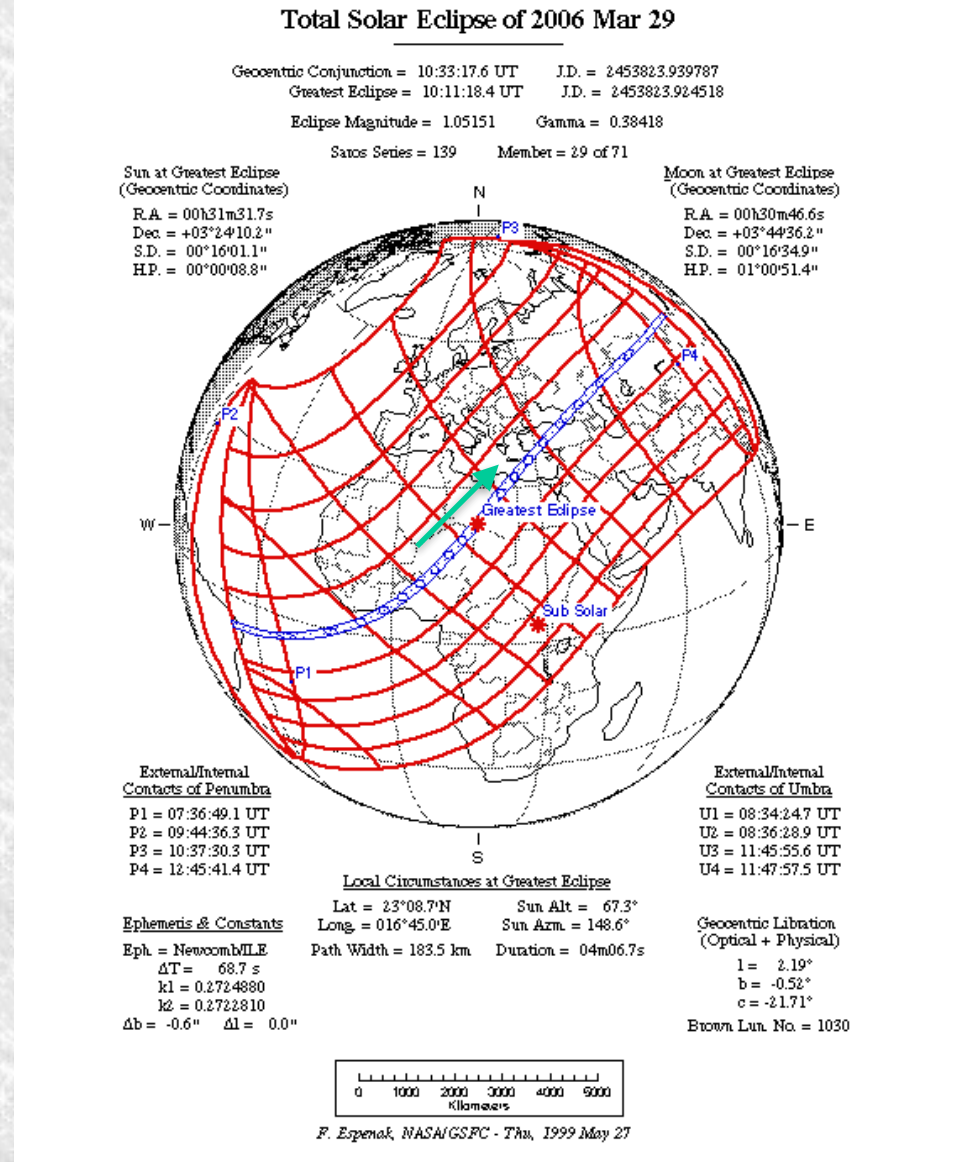 Total Solar Eclipse of 2006 Mar 29
Geocentric Conjunction = 10:33:17.6 UT J.D. = 2453823.939787
Greatest Eclipse = 10:11:18.4 UT J.D. = 2453823.924518
Eclipse Magnitude = 1.05151 Gamma = 0.38418
Saros Series = 139 Member = 29 of 71
Sun at Greatest Eclipse
(Geocentric Coordinates)
R.A. = 00h31m31.7s
Dec. = +03°24'10.2"
S.D. = 00°16'01.1"
H.P. = 00°00'08.8"
Moon at Greatest Eclipse
(Geocentric Coordinates)
R.A. = 00h30m46.6s
Dec. = +03°44'36.2"
S.D. = 00°16'34.9"
H.P. = 01°00'51.4"
N
P3
P4
P2
W
Greatest Eclipse
E
Sub Solar
P1
S
External/Internal
Contacts of Penumbra
P1 = 07:36:49.1 UT
P2 = 09:44:36.3 UT
P3 = 10:37:30.3 UT
P4 = 12:45:41.4 UT
External/Internal
Contacts of Umbra
U1 = 08:34:24.7 UT
U2 = 08:36:28.9 UT
U3 = 11:45:55.6 UT
U4 = 11:47:57.5 UT
Local Circumstances at Greatest Eclipse
Lat. = 23°08.7'N Sun Alt. = 67.3°
Long. = 016°45.0'E Sun Azm. = 148.6°
Path Width = 183.5 km Duration = 04m06.7s
Ephemeris & Constants
Eph. = Newcomb/ILE
ΔT = 68.7 s
k1 = 0.2724880
k2 = 0.2722810
Δb = -0.6" Δl = 0.0"
Geocentric Libration
(Optical + Physical)
l = 2.19°
b = -0.52°
c = -21.71°
Brown Lun. No. = 1030
0 1000 2000 3000 4000 5000
Kilometers
F. Espenak, NASA/GSFC - Thu, 1999 May 27